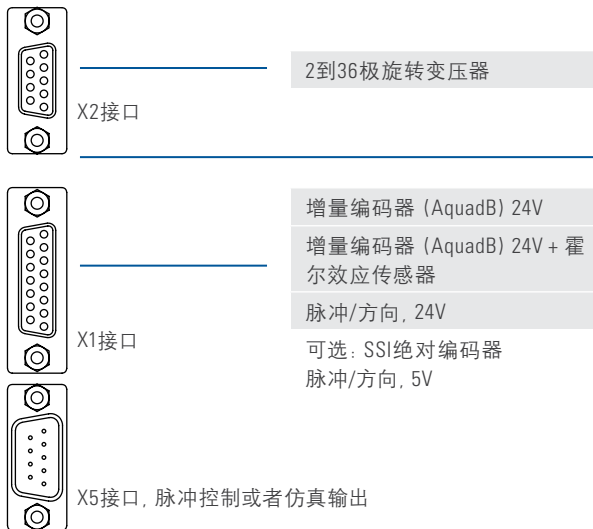 2到36极旋转变压器
X2接口
增量编码器 (AquadB) 24V
增量编码器 (AquadB) 24V + 霍
尔效应传感器
脉冲/方向, 24V
X1接口
可选: SSI绝对编码器
脉冲/方向, 5V
X5接口, 脉冲控制或者仿真输出